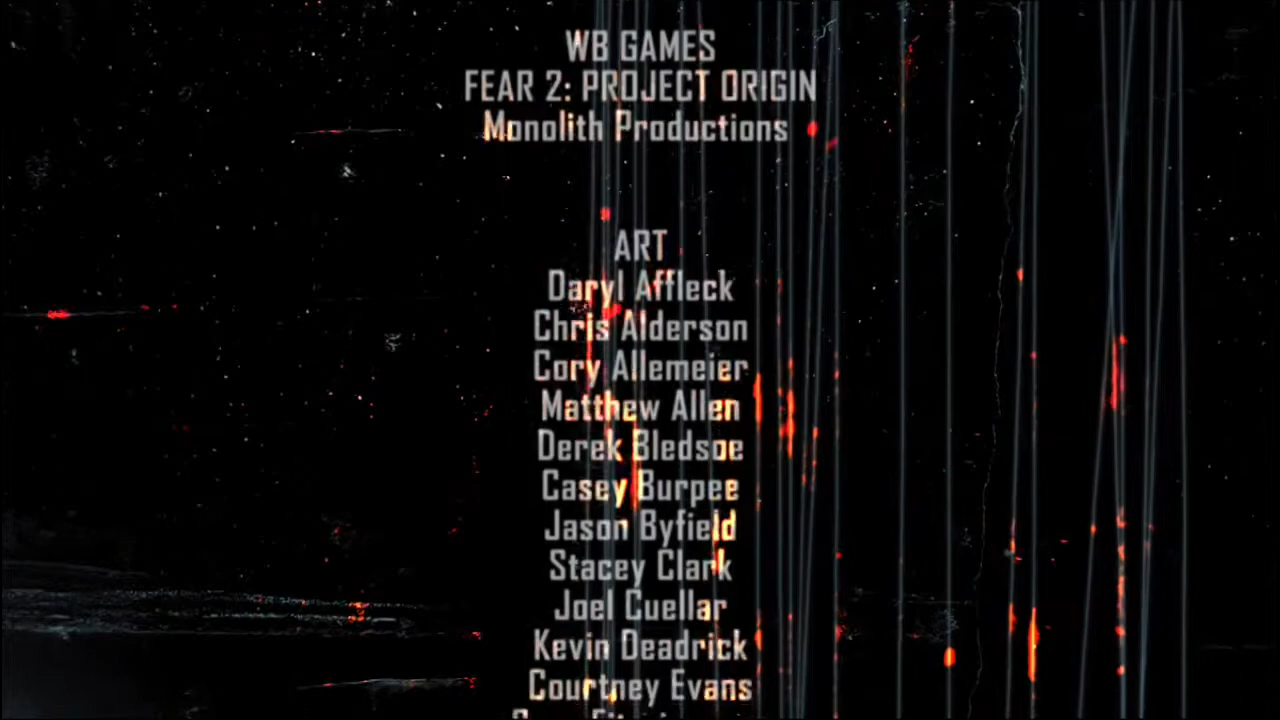 WB GAMES
FEAR 2: PROJECT ORIGIN
Monolith Productions
ART
Daryl Affleck
Chris Alderson
Cory Allemeier
Matthew Allen
Derek Bledsoe
Casey Burpee
Jason Byfield
Stacey Clark
Joel Cuellar
Kevin Deadrick
Courtney Evans